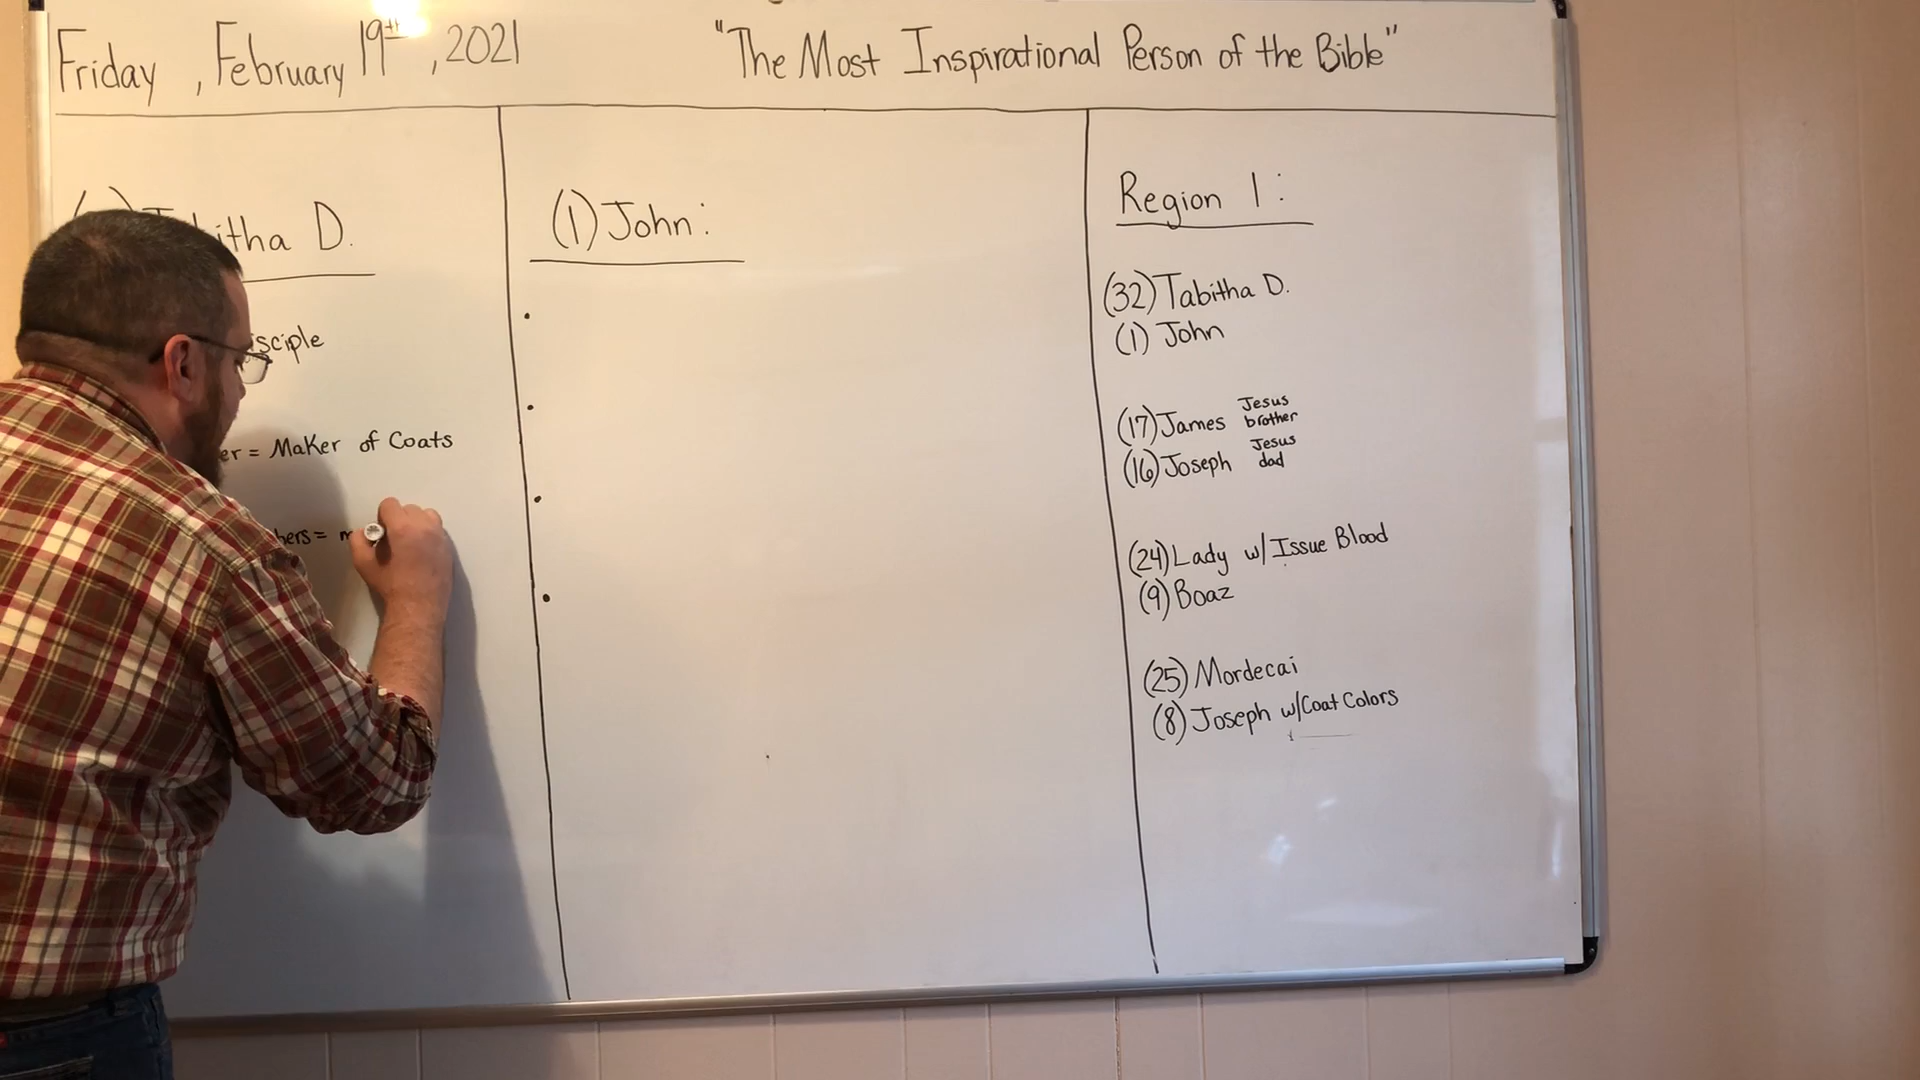 Friday, February 19th, 2021
"The Most Inspirational Person of the Bible"
itha D.
isciple
er = Maker of Coats
bers = m
(1) John:
Region 1:
(32) Tabitha D.
(1) John
(17) James Jesus brother
(16) Joseph Jesus dad
(24) Lady w/ Issue Blood
(9) Boaz
(25) Mordecai
(8) Joseph w/Coat Colors